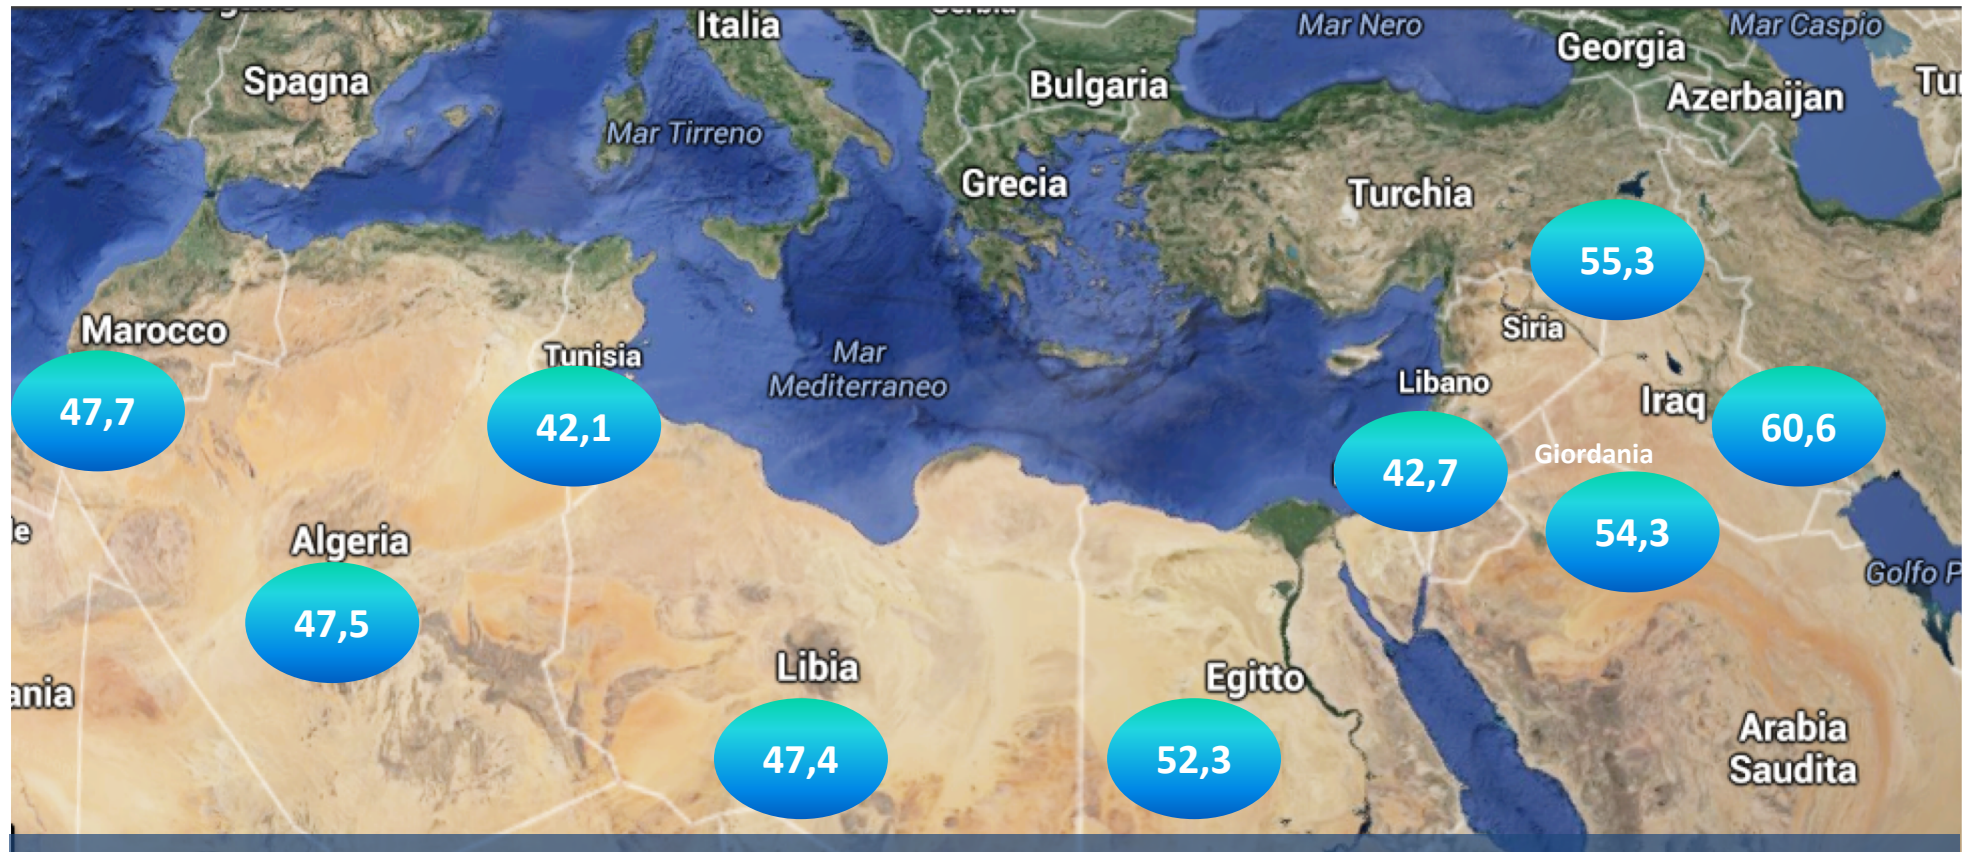 Italia
Mar Nero
Mar Caspio
Georgia
Spagna
Bulgaria
Azerbaijan
Mar Tirreno
Grecia
Turchia
55,3
Marocco
Siria
Tunisia
Mar
Mediterraneo
Libano
Iraq
47,7
42,1
60,6
Giordania
42,7
54,3
Algeria
Golfo P
47,5
Libia
Egitto
ania
Arabia
Saudita
47,4
52,3